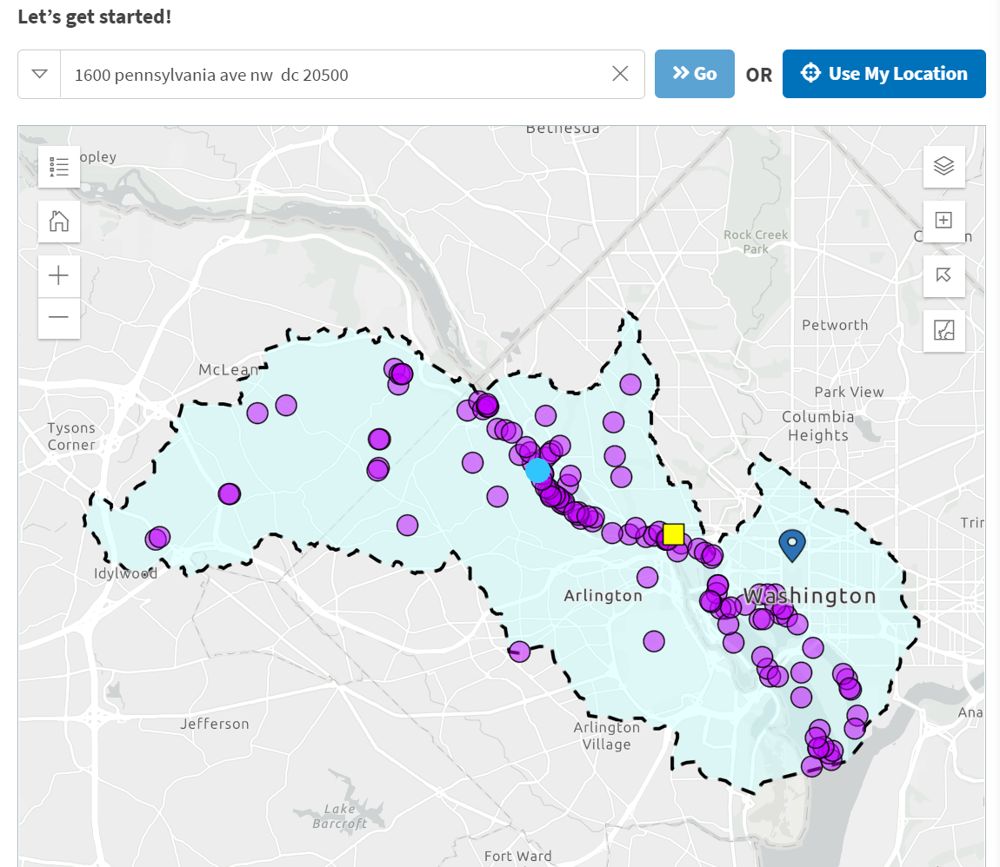 Let’s get started!
1600 pennsylvania ave nw  dc 20500
Go
OR
Use My Location
Bethesda
opley
Rock Creek
Park
Petworth
McLean
Park View
Columbia
Heights
Tysons
Corner
Idylwood
Arlington
Washington
Jefferson
Arlington
Village
Ana
Lake
Barcroft
Fort Ward